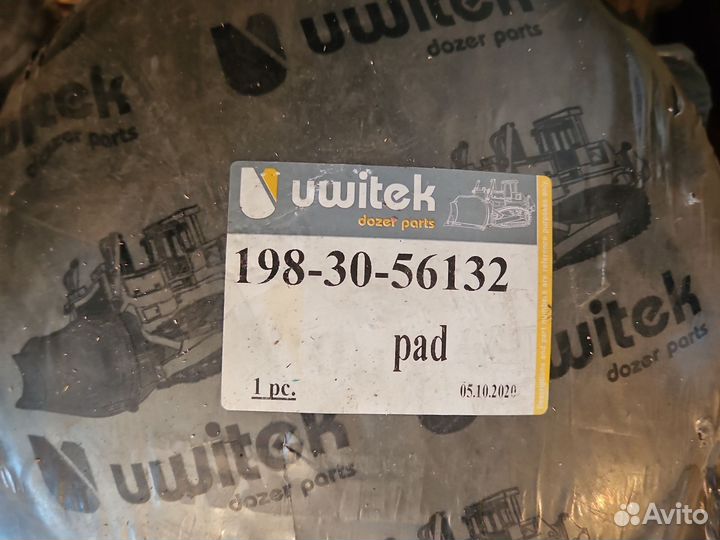 uwitek
dozer parts
uwitek
dozer parts
uwitek
dozer parts
198-30-56132
pad
1 pc.
05.10.2020
uwitek
dozer parts
uwitek
dozer parts
Avito